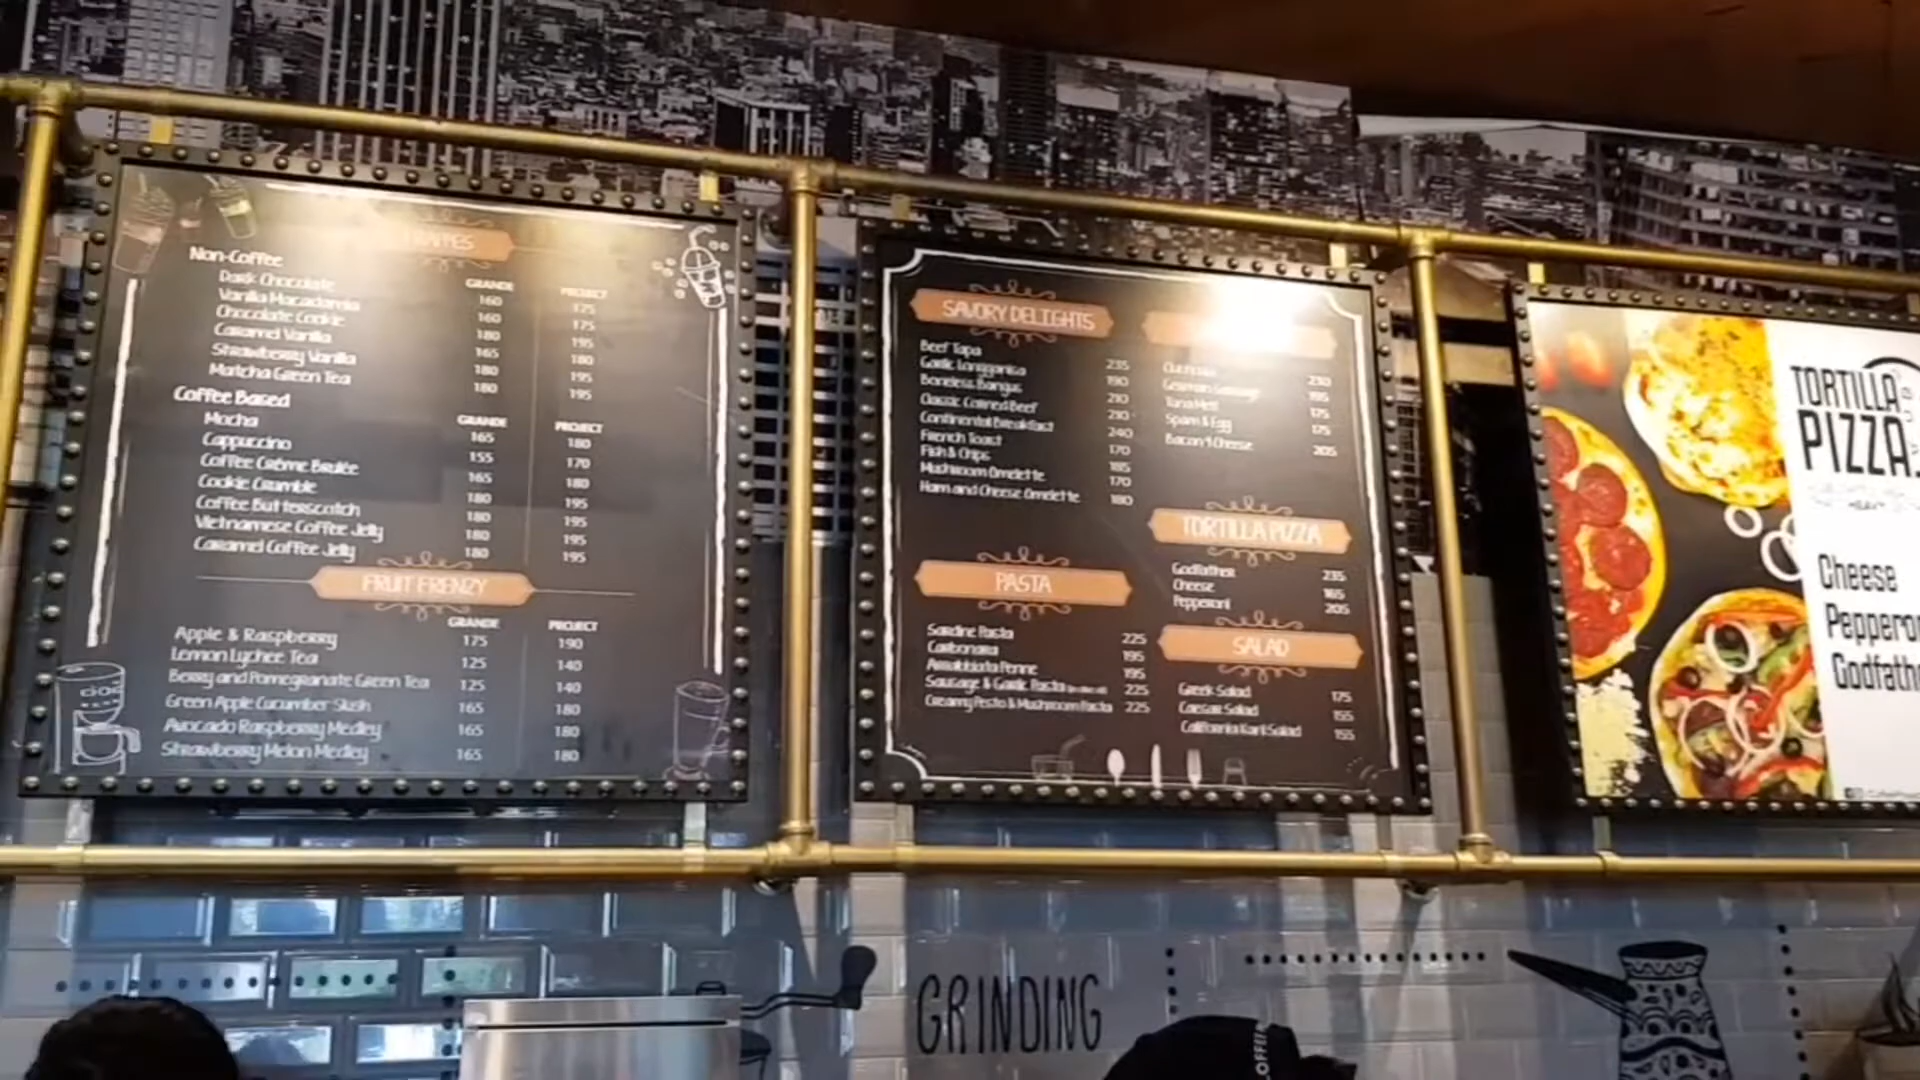 Non-Coffee
GRANDE PROJECT
Dark Chocolate 160 175
Vanilla Macadamia 160 175
Chocolate Cookie 180 195
Caramel Vanilla 165 180
Strawberry Vanilla 180 195
Matcha Green Tea 180 195
Coffee Based
GRANDE PROJECT
Mocha 165 180
Cappuccino 155 170
Coffee Crème Brulée 165 180
Cookie Crumble 180 195
Coffee Butterscotch 180 195
Vietnamese Coffee Jelly 180 195
Caramel Coffee Jelly 180 195
FRUIT FRENZY
GRANDE PROJECT
Apple & Raspberry 175 190
Lemon Lychee Tea 125 140
Berry and Pomegranate Green Tea 125 140
Green Apple Cucumber Slush 165 180
Avocado Raspberry Medley 165 180
Strawberry Melon Medley 165 180
SAVORY DELIGHTS
Beef Tapa 235
Garlic Longganisa 190
Boneless Bangus 210
Classic Corned Beef 210
Continental Breakfast 240
French Toast 170
Fish & Chips 185
Mushroom Omelette 170
Ham and Cheese Omelette 180
PASTA
Sardine Pasta 225
Carbonara 195
Arrabbiata Penne 195
Sausage & Garlic Pasta 225
Creamy Pesto & Mushroom Pasta 225
230
German Sausage 195
Tuna Melt 175
Spam & Egg 175
Bacon 'n Cheese 205
TORTILLA PIZZA
Godfather 235
Cheese 165
Pepperoni 205
SALAD
Greek Salad 175
Caesar Salad 155
California Kani Salad 155
TORTILLA
PIZZA
Cheese
Pepperon
Godfath
GRINDING